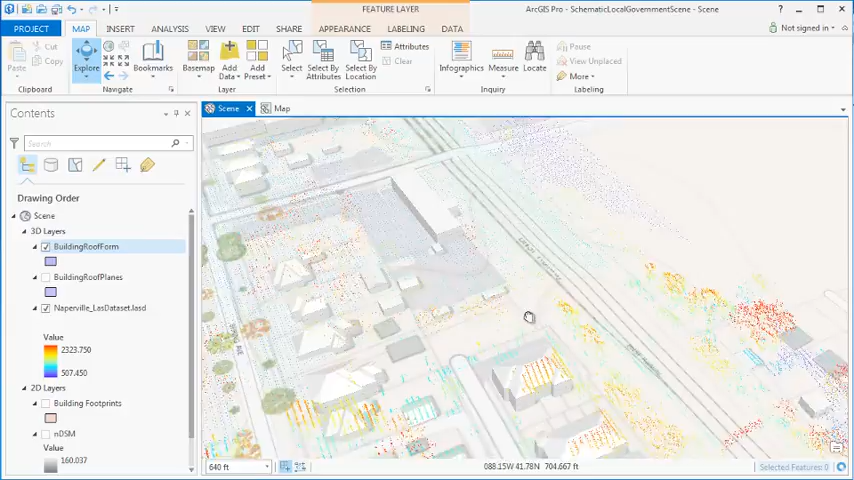 FEATURE LAYER
ArcGIS Pro - SchematicLocalGovernmentScene - Scene
?
PROJECT
MAP
INSERT
ANALYSIS
VIEW
EDIT
SHARE
APPEARANCE
LABELING
DATA
Not signed in
Paste
Cut
Copy
Clipboard
Explore
Bookmarks
Navigate
Basemap
Add Data
Add Preset
Layer
Select
Select By Attributes
Select By Location
Attributes
Clear
Selection
Infographics
Measure
Locate
Inquiry
Pause
View Unplaced
More
Labeling
Contents
Search
Drawing Order
Scene
3D Layers
BuildingRoofForm
BuildingRoofPlanes
Naperville_LasDataset.lasd
Value
2323.750
507.450
2D Layers
Building Footprints
nDSM
160.037
Scene
Map
640 ft
088.15W 41.78N
704.667 ft
Selected Features: 0